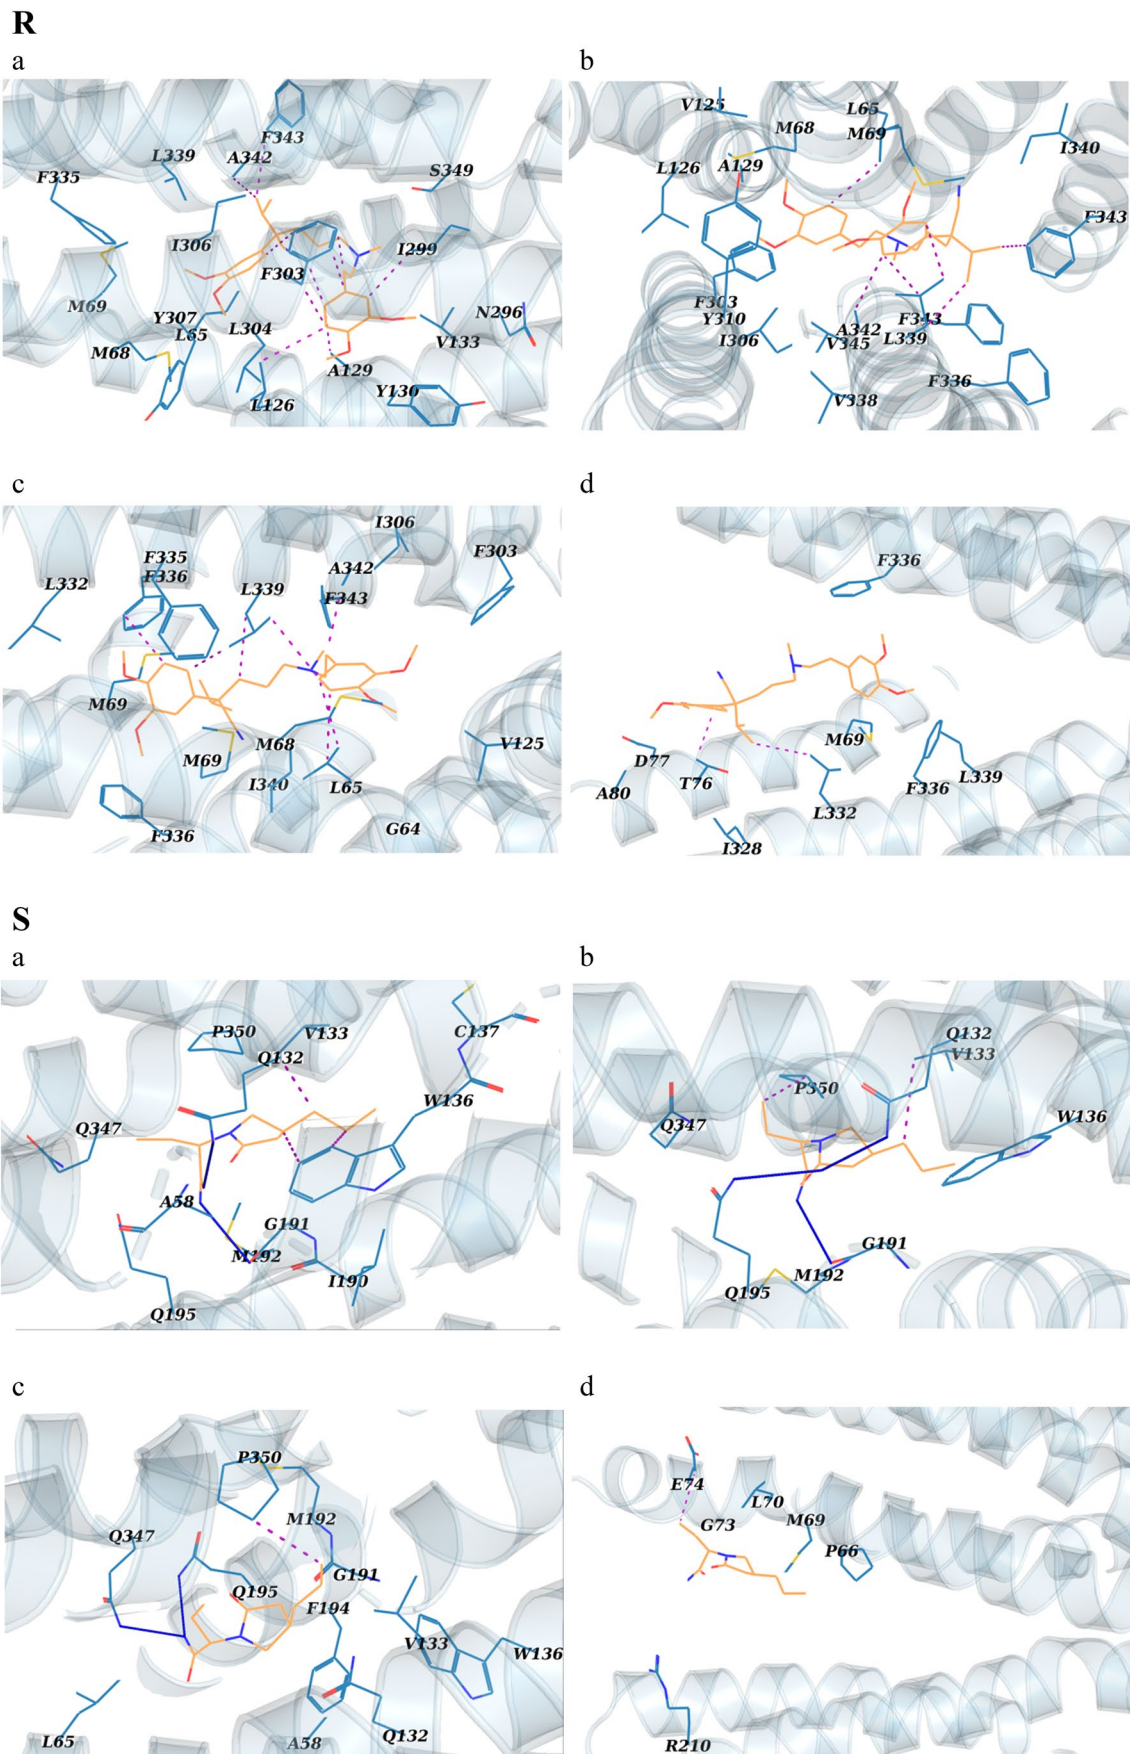 R
a
b
F343
L339
A342
F335
S349
I306
I299
F303
M69
Y307
L65
L304
N296
V133
M68
A129
Y130
L126
V125
L65
M68
M69
I340
L126
A129
F343
F303
Y310
I306
A342
V345
F343
L339
F336
V338
c
d
I306
F335
F336
F303
L332
L339
A342
F343
M69
M69
M68
V125
I340
L65
F336
G64
F336
D77
M69
T76
A80
L339
F336
L332
I328
S
a
b
P350
V133
C137
Q132
W136
Q347
A58
G191
M192
I190
Q195
Q132
V133
P350
Q347
W136
G191
M192
Q195
c
d
P350
M192
Q347
G191
Q195
F194
V133
W136
L65
A58
Q132
E74
L70
G73
M69
P66
R210